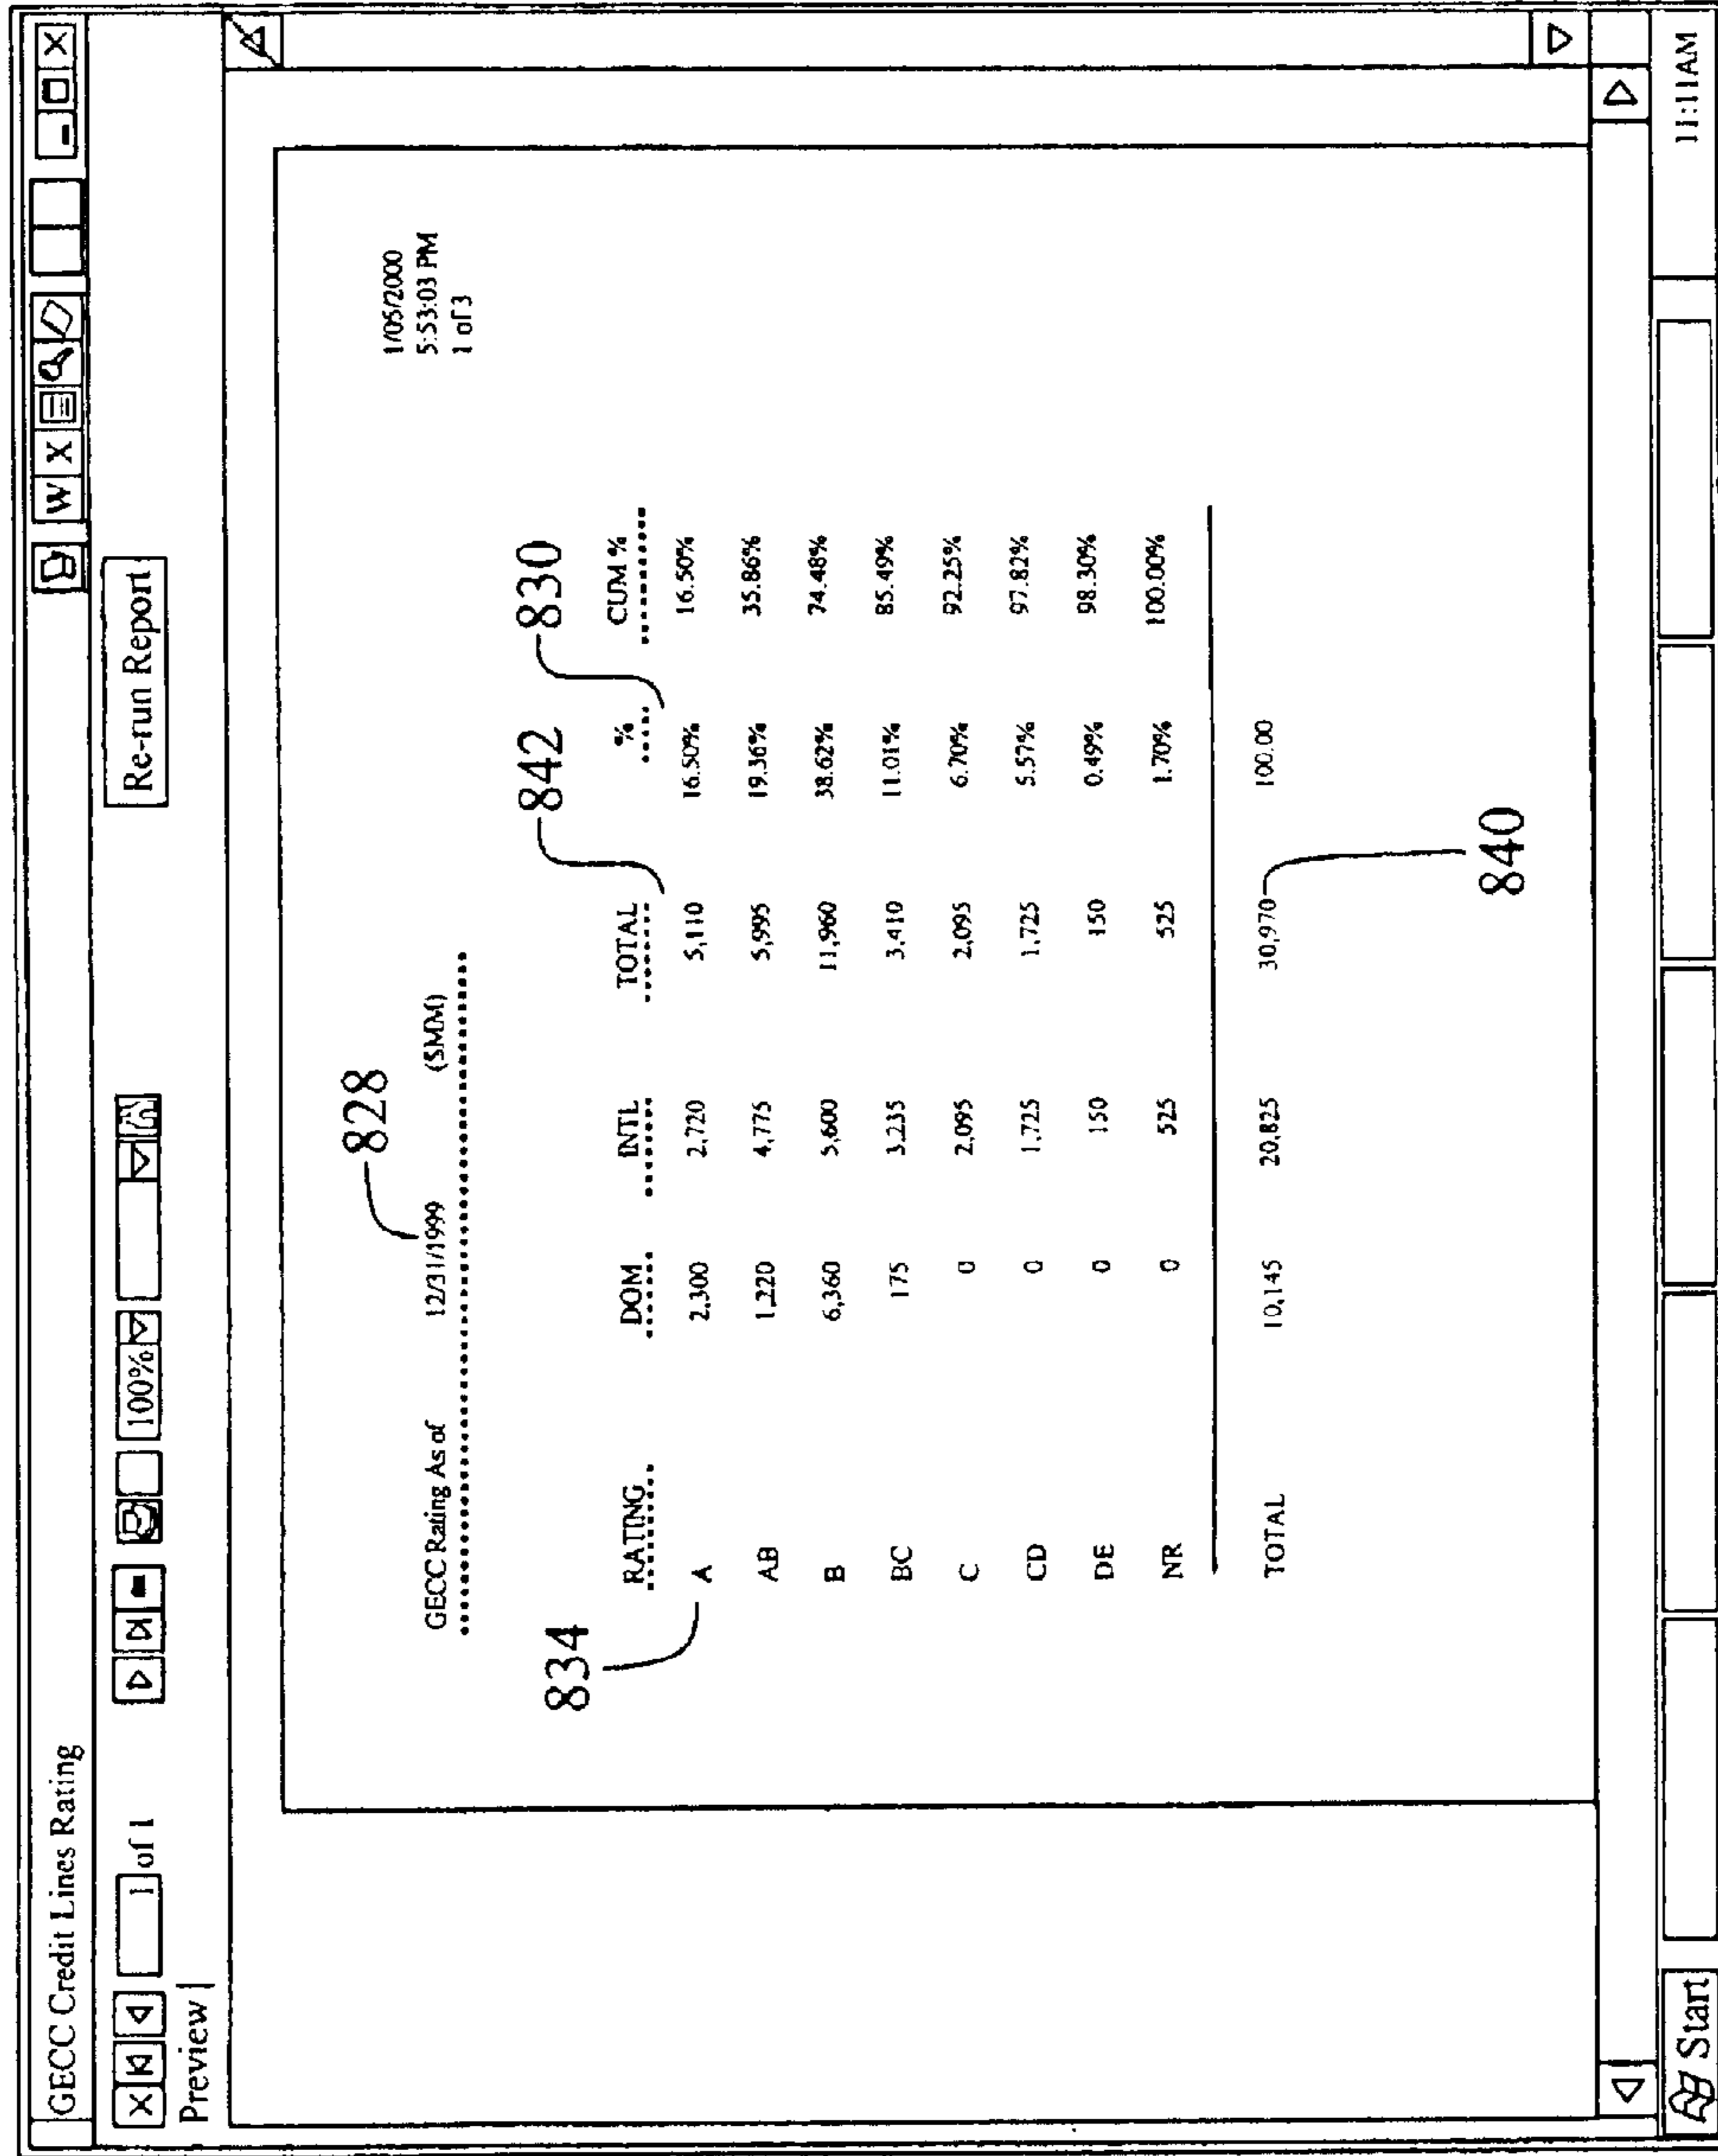 GECC Credit Lines Rating
W X
1 of 1 100% Re-run Report
Preview
1/05/2000
5:53:03 PM
1 of 3
828
GECC Rating As of 12/31/1999 ($MM)
834 842 830
RATING DOM INTL TOTAL % CUM %
A 2,300 2,720 5,110 16.50% 16.50%
AB 1,220 4,775 5,995 19.36% 35.86%
B 6,360 5,600 11,960 38.62% 74.48%
BC 175 3,235 3,410 11.01% 85.49%
C 0 2,095 2,095 6.70% 92.25%
CD 0 1,725 1,725 5.57% 97.82%
DE 0 150 150 0.49% 98.30%
NR 0 525 525 1.70% 100.00%
TOTAL 10,145 20,825 30,970 100.00
840
Start 11:11AM